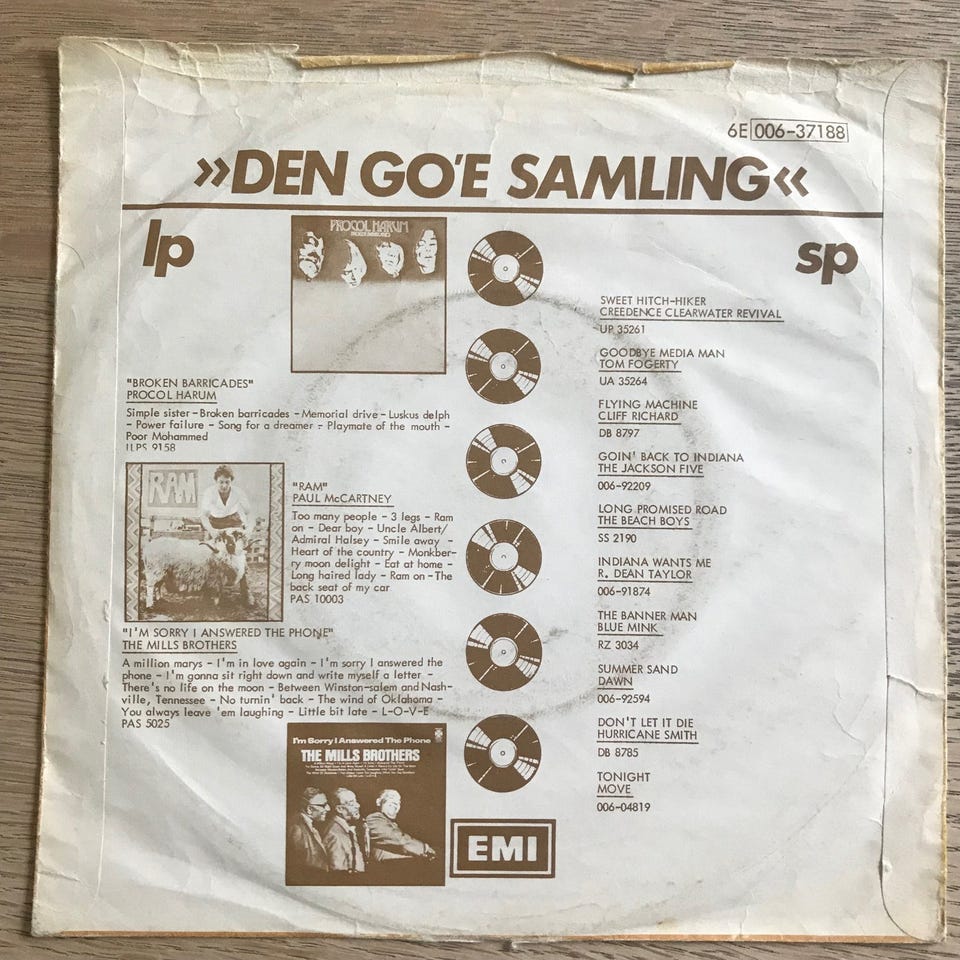 6E 006-37188
»DEN GO'E SAMLING«
lp
PROCOL HARUM
BROKEN BARRICADES
"BROKEN BARRICADES"
PROCOL HARUM
Simple sister - Broken barricades - Memorial drive - Luskus delph
- Power failure - Song for a dreamer - Playmate of the mouth -
Poor Mohammed
ILPS 9158
RAM
"RAM"
PAUL McCARTNEY
Too many people - 3 legs - Ram
on - Dear boy - Uncle Albert/
Admiral Halsey - Smile away -
Heart of the country - Monkber-
ry moon delight - Eat at home -
Long haired lady - Ram on - The
back seat of my car
PAS 10003
"I'M SORRY I ANSWERED THE PHONE"
THE MILLS BROTHERS
A million marys - I'm in love again - I'm sorry I answered the
phone - I'm gonna sit right down and write myself a letter -
There's no life on the moon - Between Winston-salem and Nash-
ville, Tennessee - No turnin' back - The wind of Oklahoma -
You always leave 'em laughing - Little bit late - L-O-V-E
PAS 5025
I'm Sorry I Answered The Phone
THE MILLS BROTHERS
EMI
sp
SWEET HITCH-HIKER
CREEDENCE CLEARWATER REVIVAL
UP 35261
GOODBYE MEDIA MAN
TOM FOGERTY
UA 35264
FLYING MACHINE
CLIFF RICHARD
DB 8797
GOIN' BACK TO INDIANA
THE JACKSON FIVE
006-92209
LONG PROMISED ROAD
THE BEACH BOYS
SS 2190
INDIANA WANTS ME
R. DEAN TAYLOR
006-91874
THE BANNER MAN
BLUE MINK
RZ 3034
SUMMER SAND
DAWN
006-92594
DON'T LET IT DIE
HURRICANE SMITH
DB 8785
TONIGHT
MOVE
006-04819